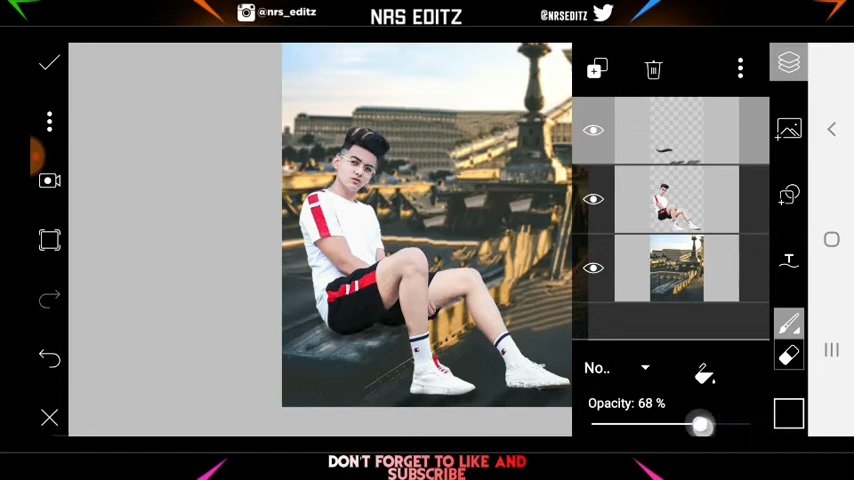 @nrs_editz
NRS EDITZ
@NRSEDITZ
No..
Opacity: 68 %
DON'T FORGET TO LIKE AND
SUBSCRIBE